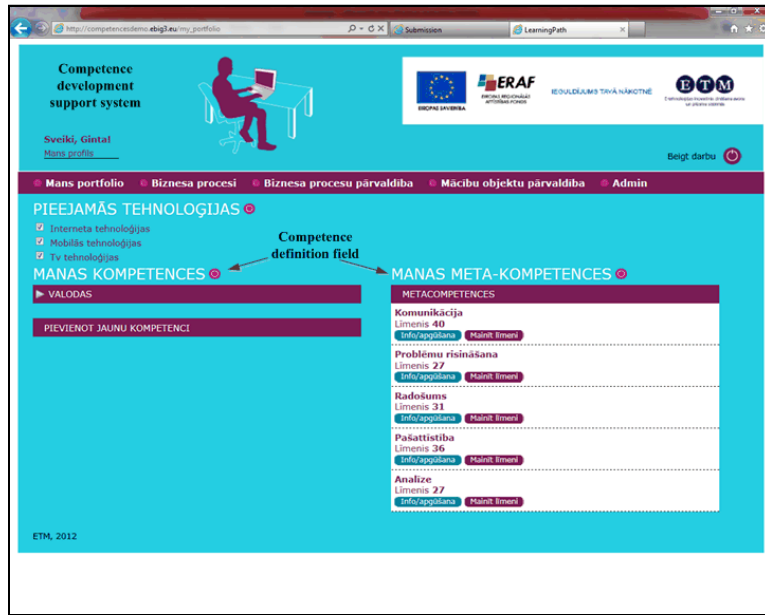 http://competencesdemo.ebig3.eu/my_portfolio
Submission
LearningPath
Competence
development
support system
EIROPAS SAVIENĪBA
ERAF
EIROPAS REĢIONĀLĀS
ATTĪSTĪBAS FONDS
IEGULDĪJUMS TAVĀ NĀKOTNĒ
ETM
Sveiki, Ginta!
Mans profils
Beigt darbu
Mans portfolio
Biznesa procesi
Biznesa procesu pārvaldība
Mācību objektu pārvaldība
Admin
PIEEJAMĀS TEHNOLOĢIJAS
Interneta tehnoloģijas
Mobilās tehnoloģijas
Tv tehnoloģijas
Competence
definition field
MANAS KOMPETENCES
VALODAS
PIEVIENOT JAUNU KOMPETENCI
MANAS META-KOMPETENCES
METACOMPETENCES
Komunikācija
Līmenis 40
Info/apgūšana Mainīt līmeni
Problēmu risināšana
Līmenis 27
Info/apgūšana Mainīt līmeni
Radošums
Līmenis 31
Info/apgūšana Mainīt līmeni
Pašattīstība
Līmenis 36
Info/apgūšana Mainīt līmeni
Analīze
Līmenis 27
Info/apgūšana Mainīt līmeni
ETM, 2012